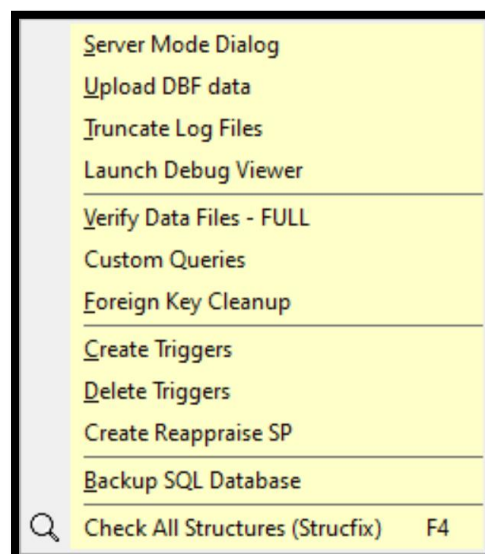 Server Mode Dialog
Upload DBF data
Truncate Log Files
Launch Debug Viewer
Verify Data Files - FULL
Custom Queries
Foreign Key Cleanup
Create Triggers
Delete Triggers
Create Reappraise SP
Backup SQL Database
Check All Structures (Strucfix) F4